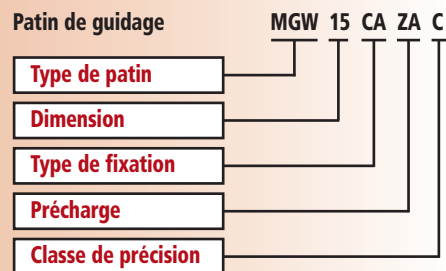 Patin de guidage MGW 15 CA ZA C
Type de patin
Dimension
Type de fixation
Précharge
Classe de précision